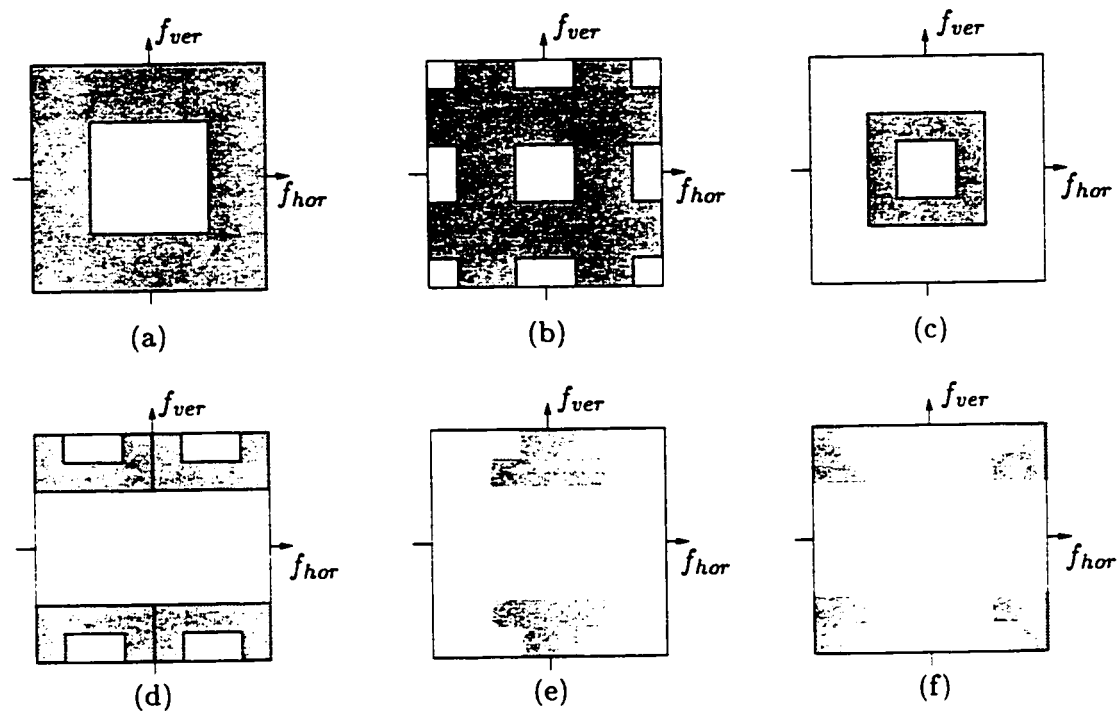 f_ver f_ver f_ver
f_hor f_hor f_hor
(a) (b) (c)
f_ver f_ver f_ver
f_hor f_hor f_hor
(d) (e) (f)